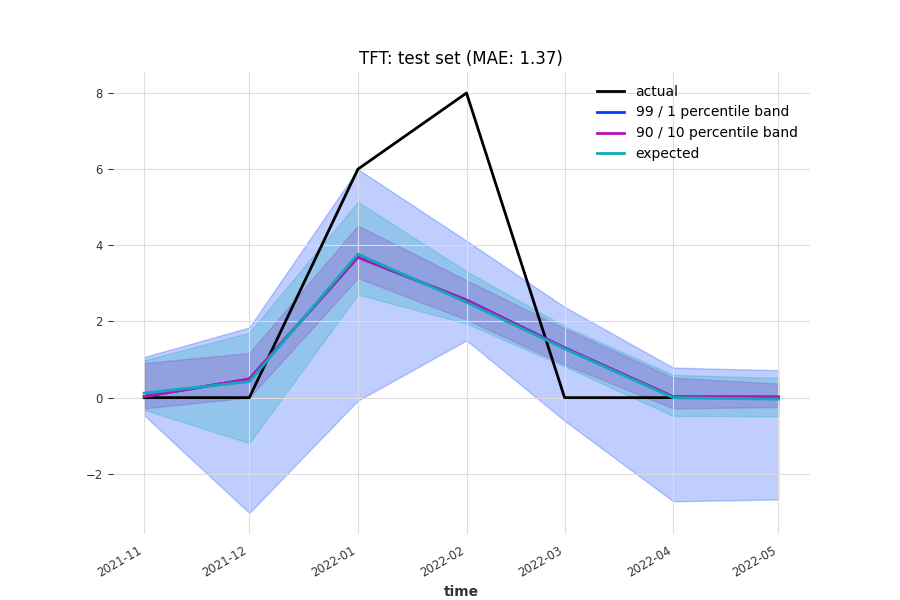 TFT: test set (MAE: 1.37)
actual
99 / 1 percentile band
90 / 10 percentile band
expected
8
6
4
2
0
−2
2021-11
2021-12
2022-01
2022-02
2022-03
2022-04
2022-05
time